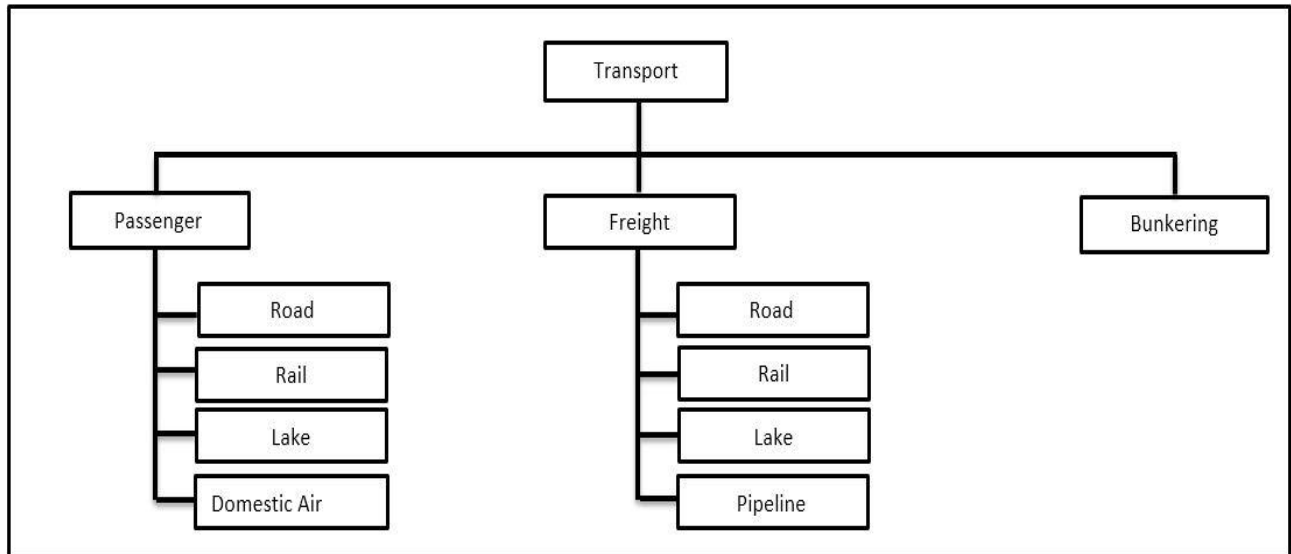 Transport
Passenger
Freight
Bunkering
Road
Rail
Lake
Domestic Air
Road
Rail
Lake
Pipeline